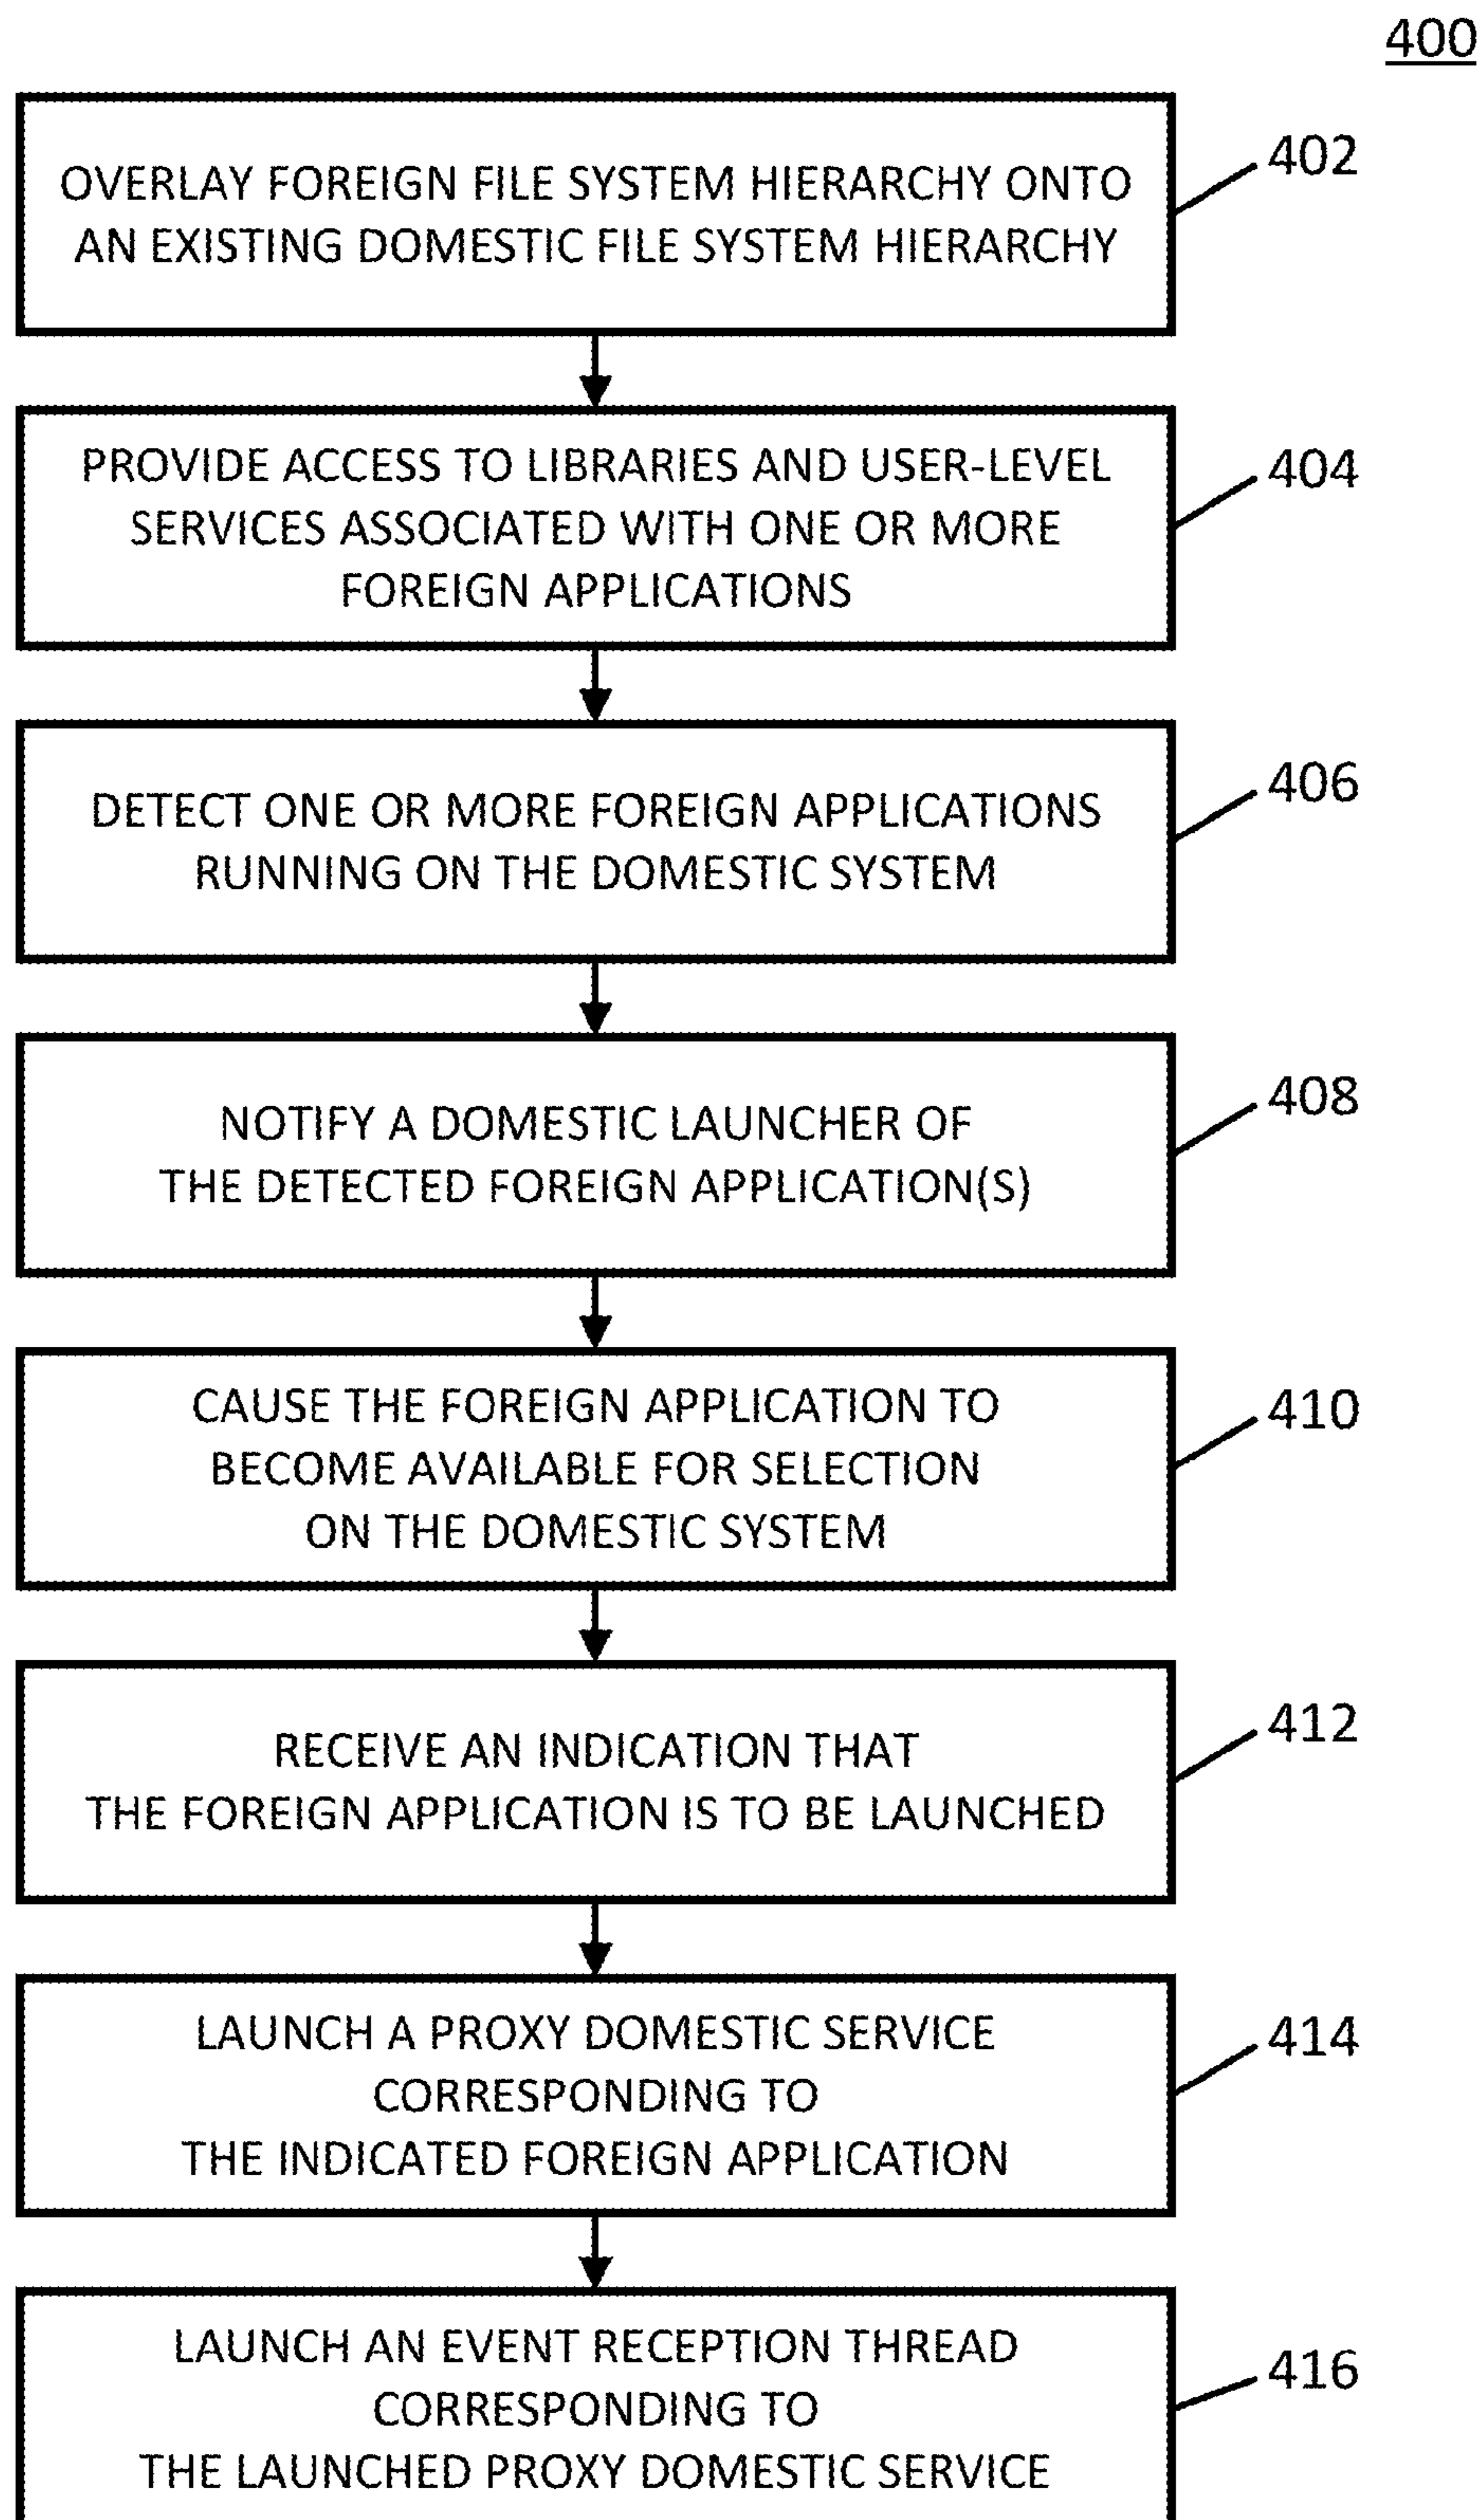 400
OVERLAY FOREIGN FILE SYSTEM HIERARCHY ONTO
AN EXISTING DOMESTIC FILE SYSTEM HIERARCHY
402
PROVIDE ACCESS TO LIBRARIES AND USER-LEVEL
SERVICES ASSOCIATED WITH ONE OR MORE
FOREIGN APPLICATIONS
404
DETECT ONE OR MORE FOREIGN APPLICATIONS
RUNNING ON THE DOMESTIC SYSTEM
406
NOTIFY A DOMESTIC LAUNCHER OF
THE DETECTED FOREIGN APPLICATION(S)
408
CAUSE THE FOREIGN APPLICATION TO
BECOME AVAILABLE FOR SELECTION
ON THE DOMESTIC SYSTEM
410
RECEIVE AN INDICATION THAT
THE FOREIGN APPLICATION IS TO BE LAUNCHED
412
LAUNCH A PROXY DOMESTIC SERVICE
CORRESPONDING TO
THE INDICATED FOREIGN APPLICATION
414
LAUNCH AN EVENT RECEPTION THREAD
CORRESPONDING TO
THE LAUNCHED PROXY DOMESTIC SERVICE
416